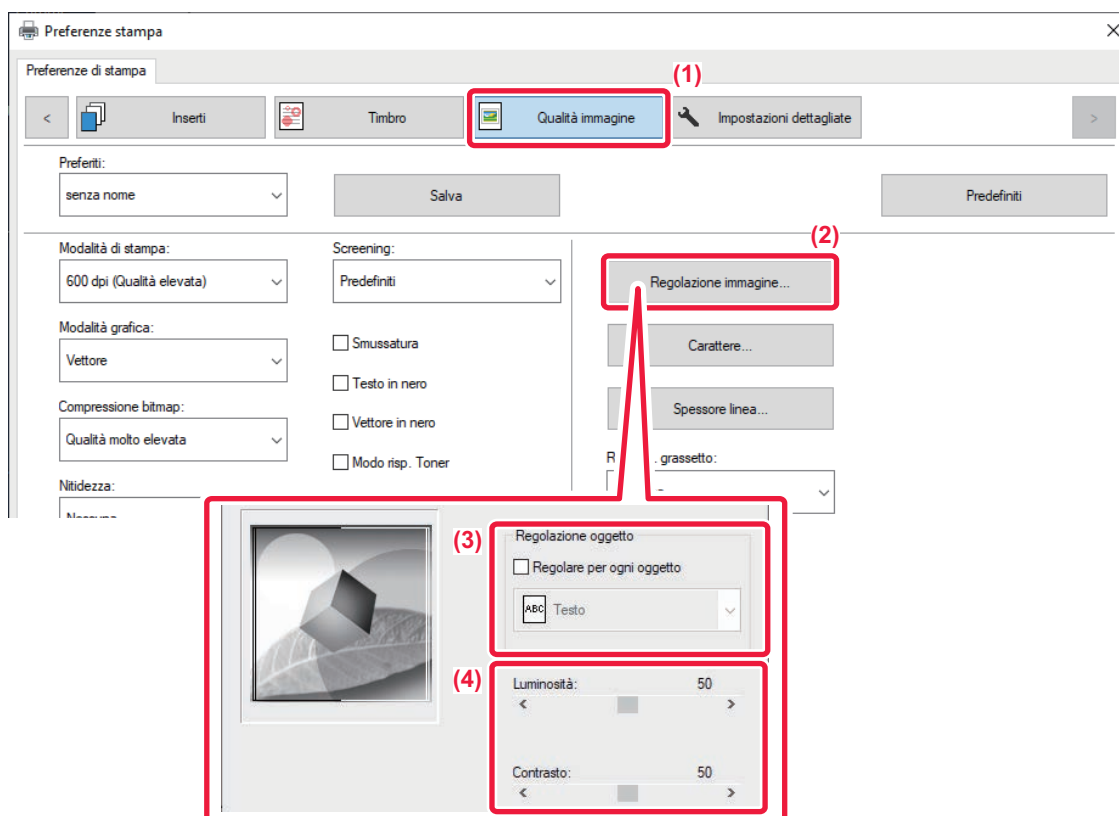 Preferenze stampa
Preferenze di stampa
(1)
< Inserti Timbro Qualità immagine Impostazioni dettagliate >
Preferiti:
senza nome Salva Predefiniti
(2)
Modalità di stampa: Screening:
600 dpi (Qualità elevata) Predefiniti Regolazione immagine...
Modalità grafica:
Vettore Smussatura Carattere...
Testo in nero
Compressione bitmap:
Qualità molto elevata Vettore in nero Spessore linea...
Modo risp. Toner grassetto:
Nitidezza:
(3) Regolazione oggetto
Regolare per ogni oggetto
ABC Testo
(4) Luminosità: 50
< >
Contrasto: 50
< >